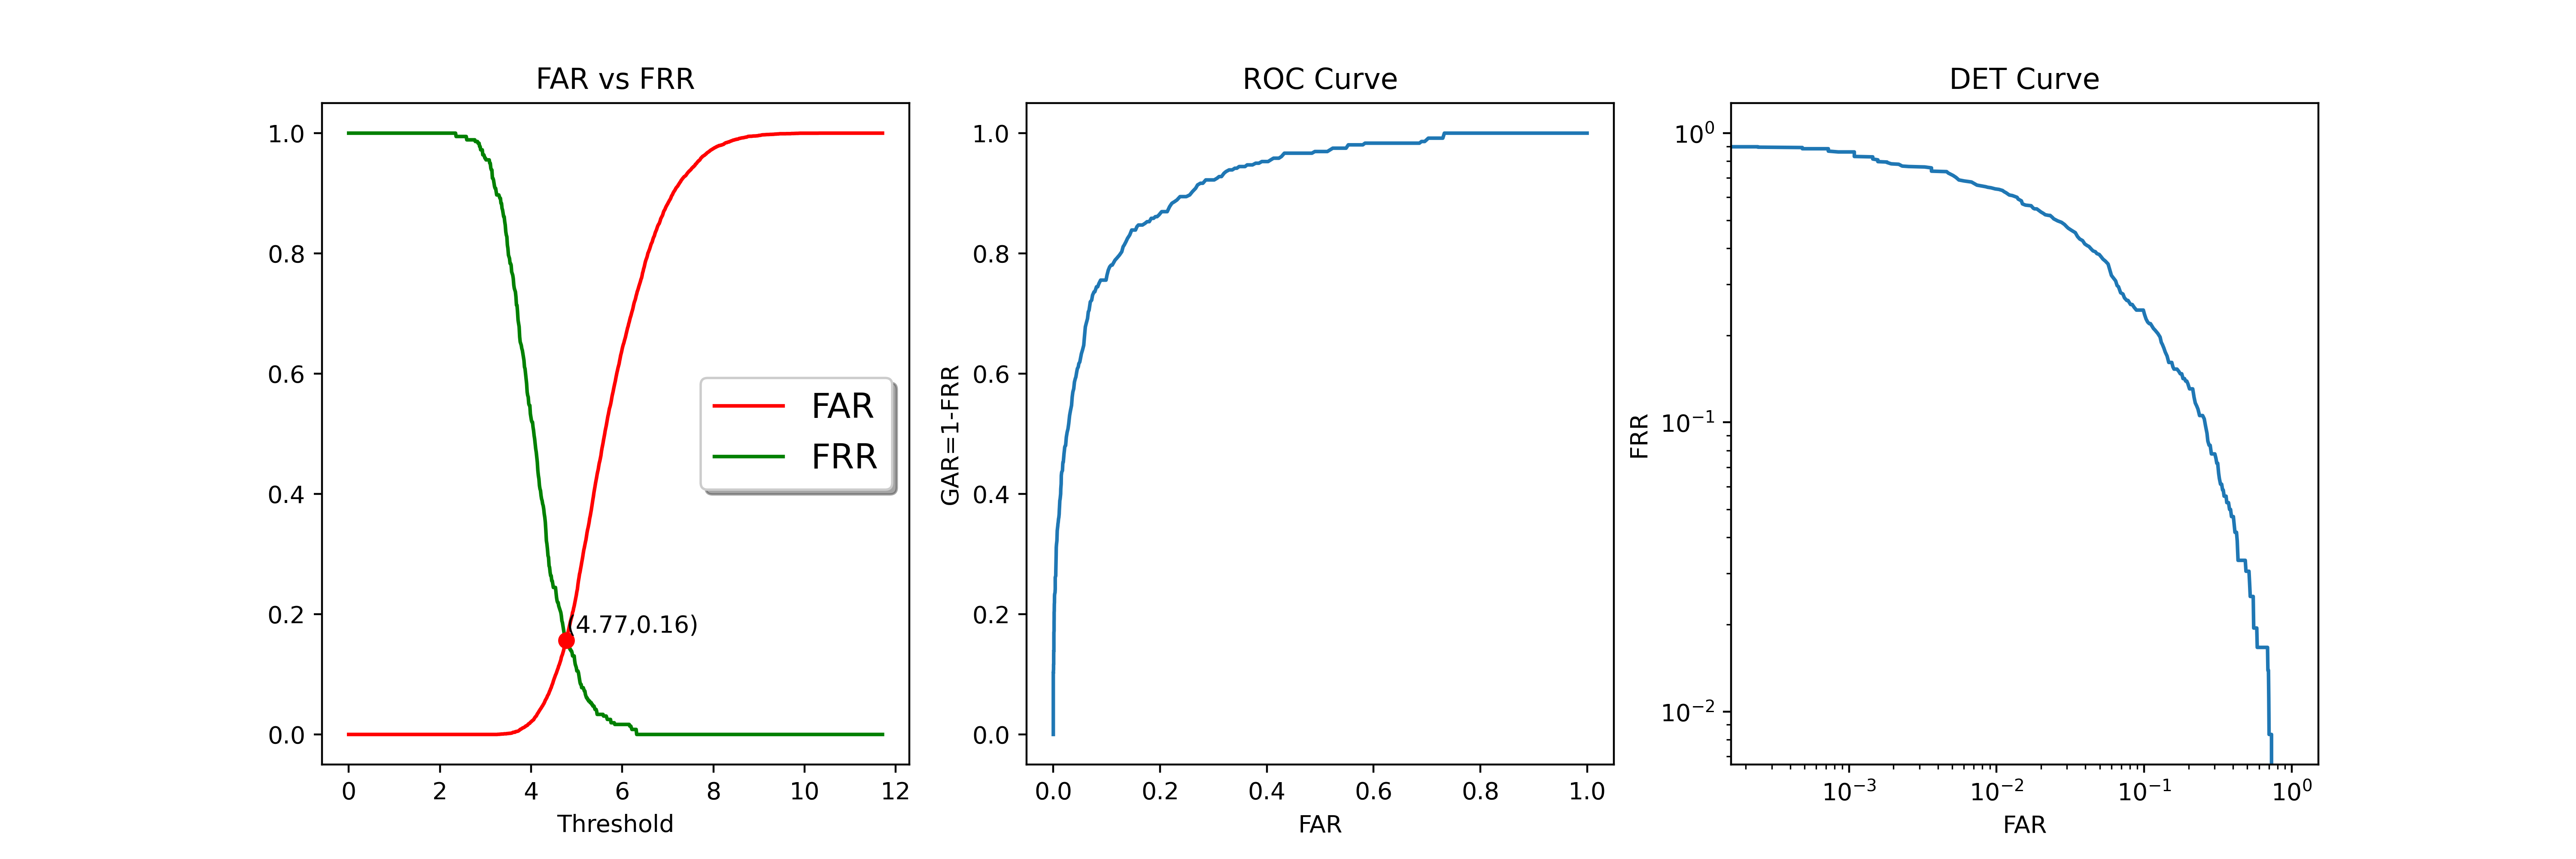 FAR vs FRR
1.0
0.8
0.6
0.4
0.2
0.0
0 2 4 6 8 10 12
Threshold
FAR
FRR
(4.77,0.16)
ROC Curve
GAR=1-FRR
1.0
0.8
0.6
0.4
0.2
0.0
0.0 0.2 0.4 0.6 0.8 1.0
FAR
DET Curve
FRR
10⁰
10⁻¹
10⁻²
10⁻³ 10⁻² 10⁻¹ 10⁰
FAR